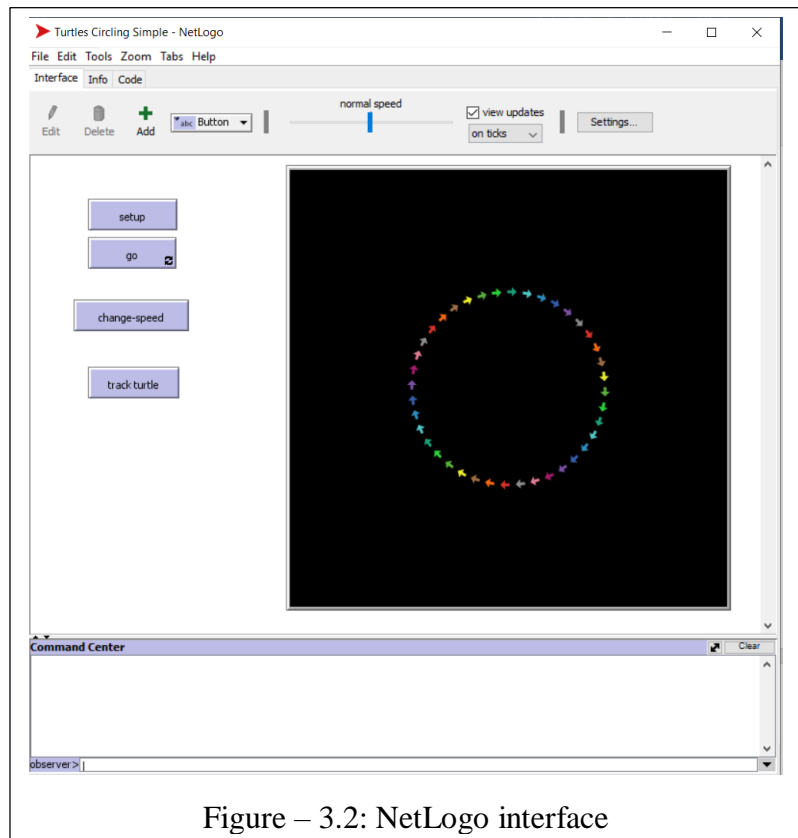 Turtles Circling Simple - NetLogo
File Edit Tools Zoom Tabs Help
Interface Info Code
normal speed
view updates
Edit Delete Add abc Button on ticks Settings...
setup
go
change-speed
track turtle
Command Center Clear
observer>
Figure – 3.2: NetLogo interface